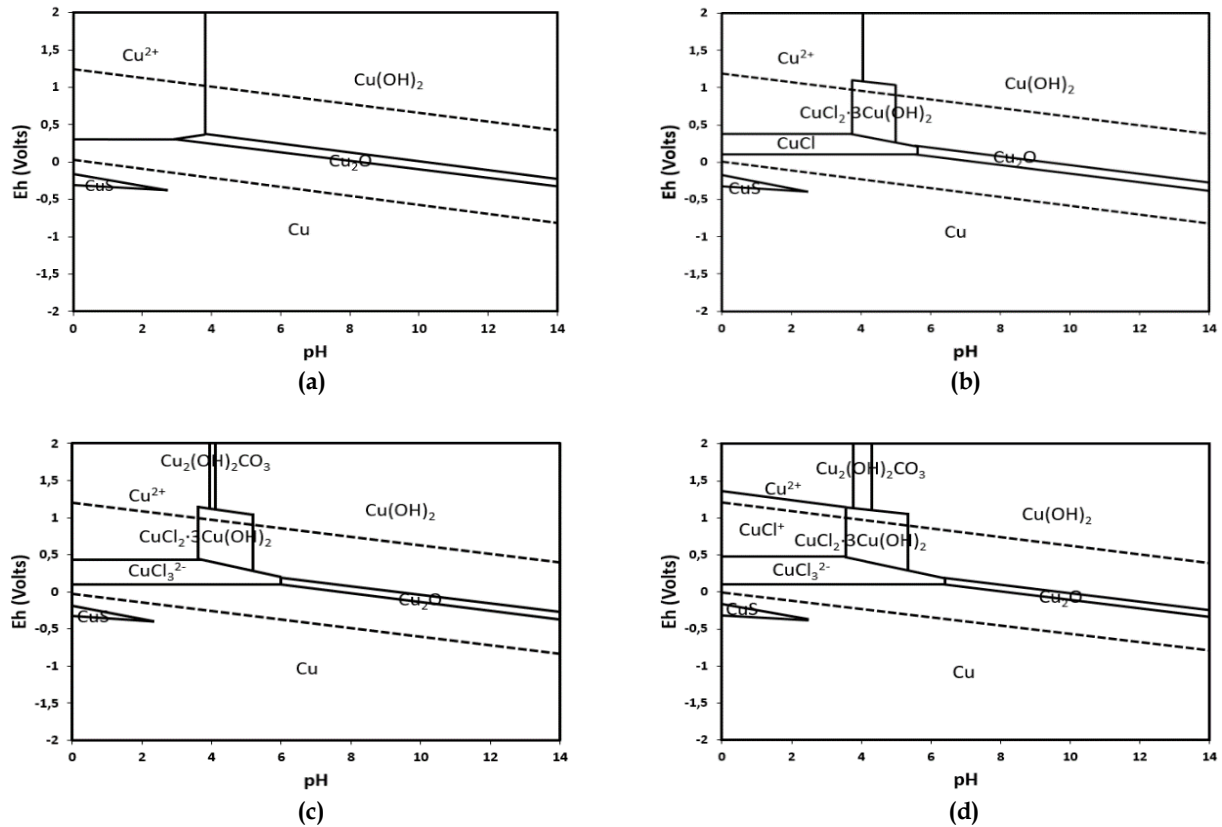 2
1,5
1
0,5
0
-0,5
-1
-1,5
-2
Eh (Volts)
Cu²⁺
Cu(OH)₂
Cu₂O
CuS
Cu
0 2 4 6 8 10 12 14
pH
(a)
2
1,5
1
0,5
0
-0,5
-1
-1,5
-2
Eh (Volts)
Cu²⁺
Cu(OH)₂
CuCl₂·3Cu(OH)₂
CuCl
Cu₂O
CuS
Cu
0 2 4 6 8 10 12 14
pH
(b)
2
1,5
1
0,5
0
-0,5
-1
-1,5
-2
Eh (Volts)
Cu₂(OH)₂CO₃
Cu²⁺
Cu(OH)₂
CuCl₂·3Cu(OH)₂
CuCl₃²⁻
Cu₂O
CuS
Cu
0 2 4 6 8 10 12 14
pH
(c)
2
1,5
1
0,5
0
-0,5
-1
-1,5
-2
Eh (Volts)
Cu₂(OH)₂CO₃
Cu²⁺
Cu(OH)₂
CuCl⁺
CuCl₂·3Cu(OH)₂
CuCl₃²⁻
Cu₂O
CuS
Cu
0 2 4 6 8 10 12 14
pH
(d)